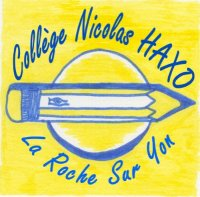 Collège Nicolas HAXO
La Roche Sur Yon